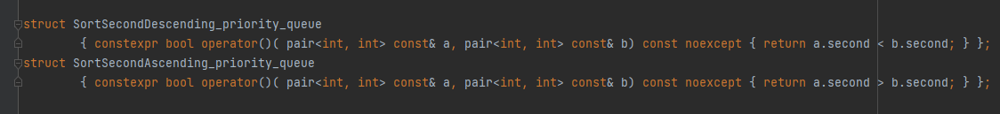 struct SortSecondDescending_priority_queue
{ constexpr bool operator()( pair<int, int> const& a, pair<int, int> const& b) const noexcept { return a.second < b.second; } };
struct SortSecondAscending_priority_queue
{ constexpr bool operator()( pair<int, int> const& a, pair<int, int> const& b) const noexcept { return a.second > b.second; } };